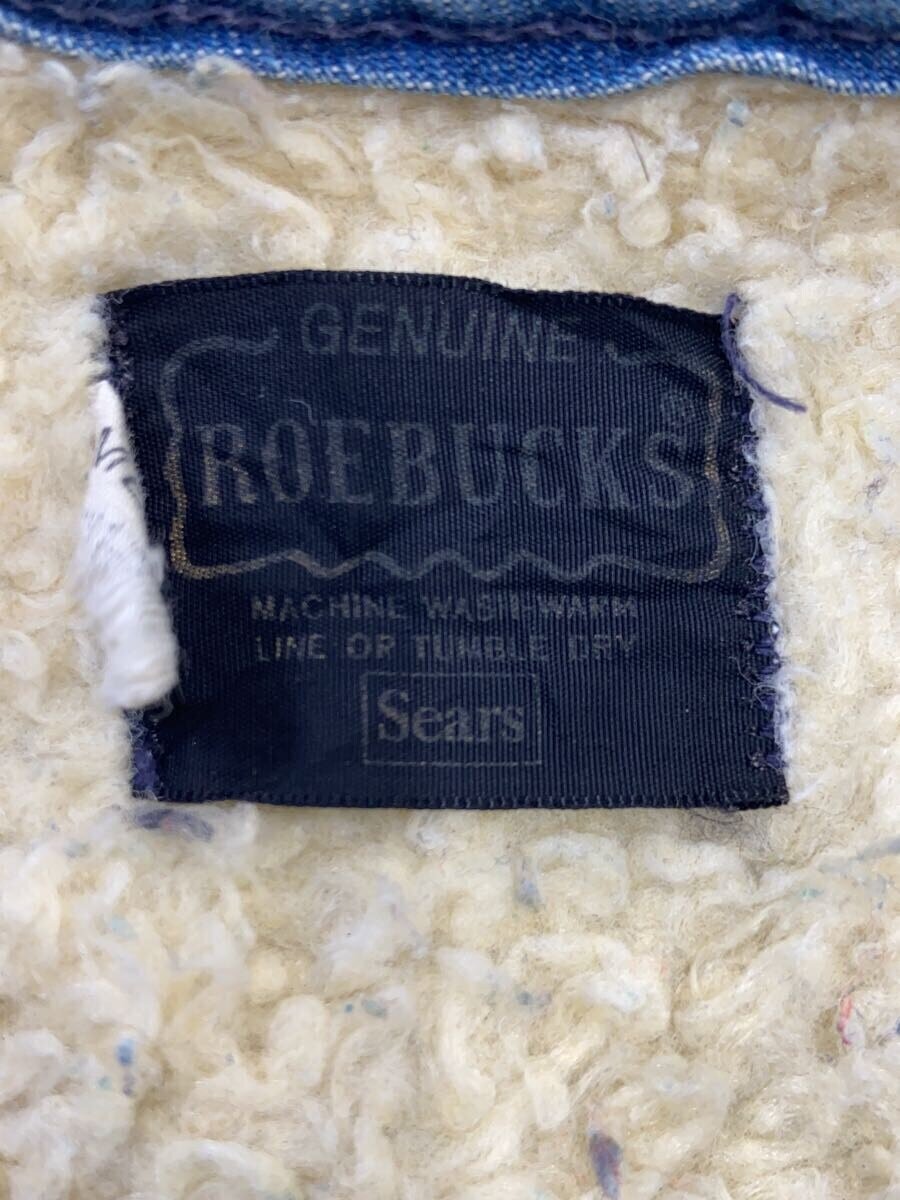 GENUINE
ROEBUCKS®
MACHINE WASH-WARM
LINE OR TUMBLE DRY
Sears